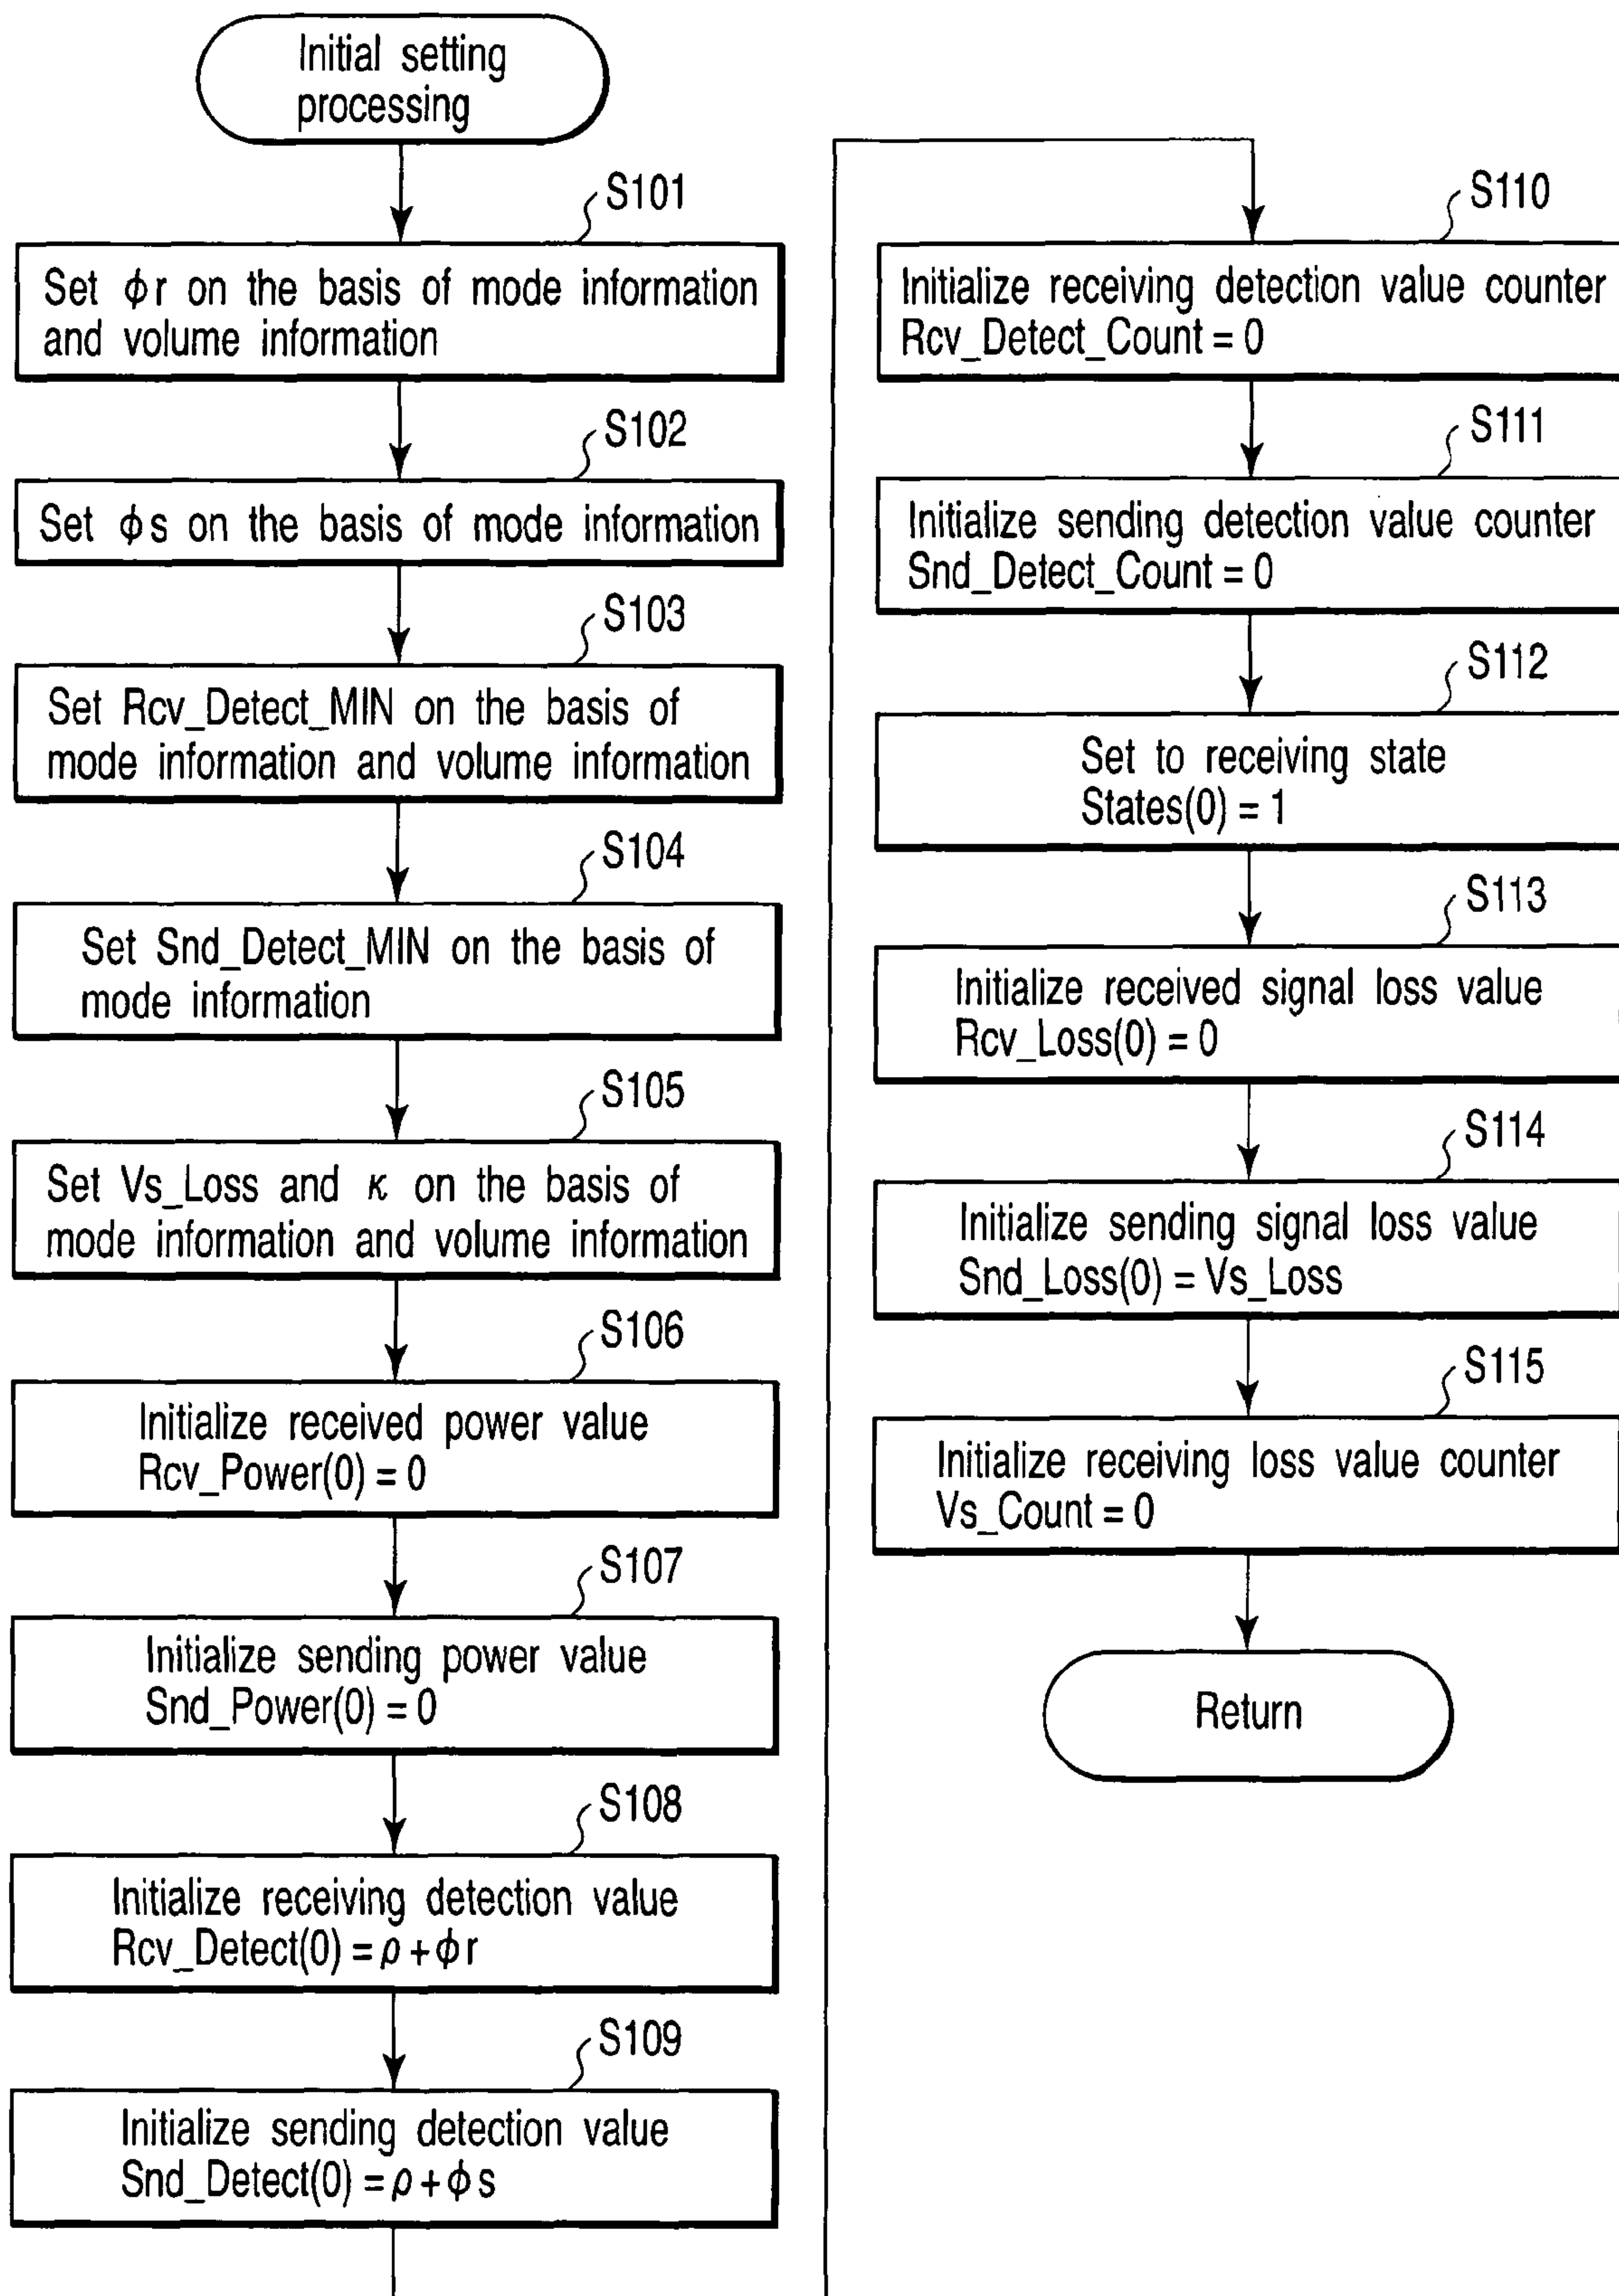 Initial setting
processing
S101
Set ϕr on the basis of mode information
and volume information
S102
Set ϕs on the basis of mode information
S103
Set Rcv_Detect_MIN on the basis of
mode information and volume information
S104
Set Snd_Detect_MIN on the basis of
mode information
S105
Set Vs_Loss and κ on the basis of
mode information and volume information
S106
Initialize received power value
Rcv_Power(0) = 0
S107
Initialize sending power value
Snd_Power(0) = 0
S108
Initialize receiving detection value
Rcv_Detect(0) = ρ + ϕr
S109
Initialize sending detection value
Snd_Detect(0) = ρ + ϕs
S110
Initialize receiving detection value counter
Rcv_Detect_Count = 0
S111
Initialize sending detection value counter
Snd_Detect_Count = 0
S112
Set to receiving state
States(0) = 1
S113
Initialize received signal loss value
Rcv_Loss(0) = 0
S114
Initialize sending signal loss value
Snd_Loss(0) = Vs_Loss
S115
Initialize receiving loss value counter
Vs_Count = 0
Return